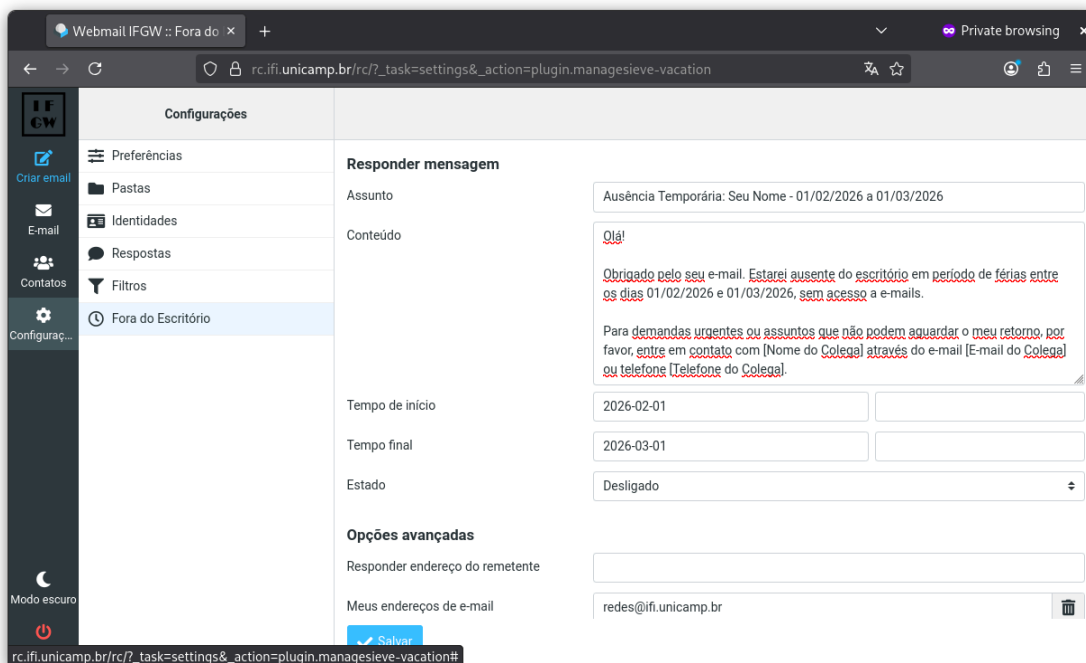 Webmail IFGW :: Fora do
Private browsing
rc.ifi.unicamp.br/rc/?_task=settings&_action=plugin.managesieve-vacation
IF
GW
Criar email
E-mail
Contatos
Configuraç...
Modo escuro
Configurações
Preferências
Pastas
Identidades
Respostas
Filtros
Fora do Escritório
Responder mensagem
Assunto
Ausência Temporária: Seu Nome - 01/02/2026 a 01/03/2026
Conteúdo
Olá!
Obrigado pelo seu e-mail. Estarei ausente do escritório em período de férias entre
os dias 01/02/2026 e 01/03/2026, sem acesso a e-mails.
Para demandas urgentes ou assuntos que não podem aguardar o meu retorno, por
favor, entre em contato com [Nome do Colega] através do e-mail [E-mail do Colega]
ou telefone [Telefone do Colega].
Tempo de início
2026-02-01
Tempo final
2026-03-01
Estado
Desligado
Opções avançadas
Responder endereço do remetente
Meus endereços de e-mail
redes@ifi.unicamp.br
Salvar
rc.ifi.unicamp.br/rc/?_task=settings&_action=plugin.managesieve-vacation#